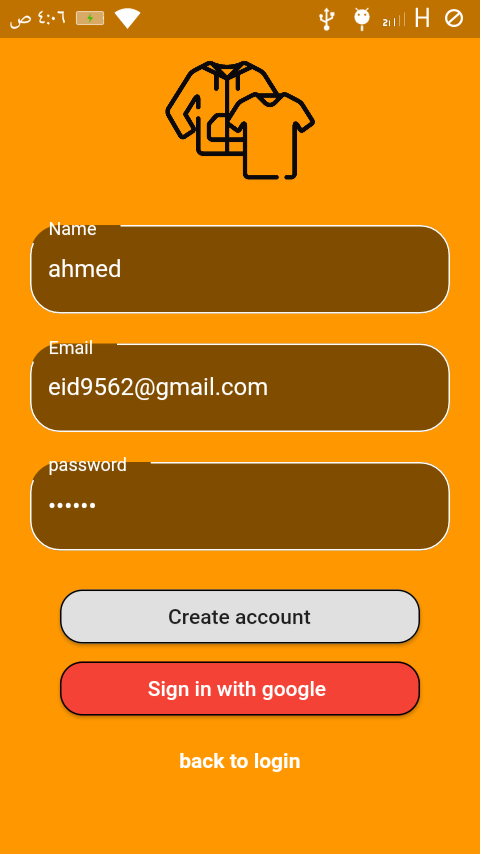 ٤:٠٦ ص
H
Name
ahmed
Email
eid9562@gmail.com
password
••••••
Create account
Sign in with google
back to login